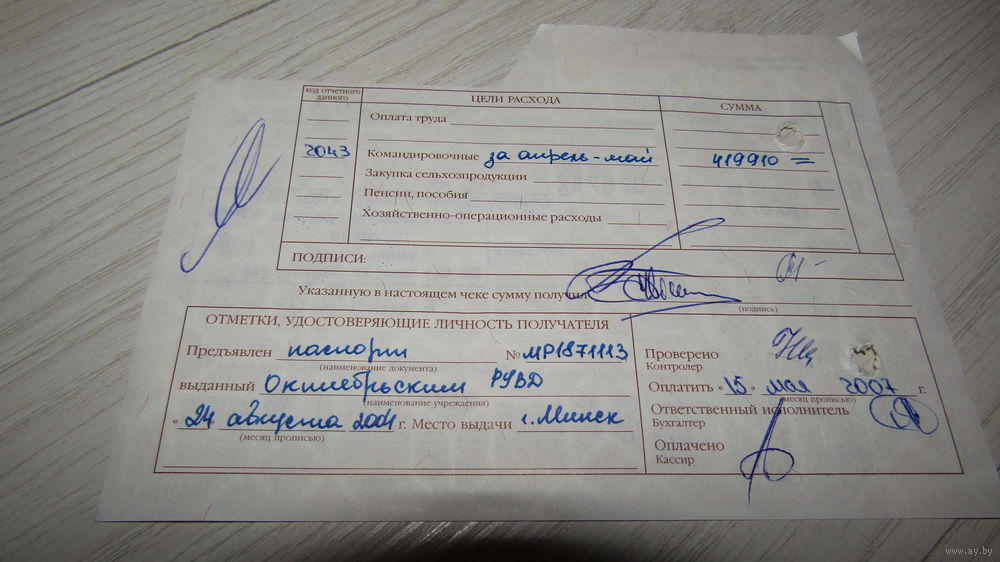 код отчетного данного ЦЕЛИ РАСХОДА СУММА
Оплата труда
2043 Командировочные за апрель-май 419910=
Закупка сельхозпродукции
Пенсии, пособия
Хозяйственно-операционные расходы
ПОДПИСИ:
Указанную в настоящем чеке сумму получил
(подпись)
ОТМЕТКИ, УДОСТОВЕРЯЮЩИЕ ЛИЧНОСТЬ ПОЛУЧАТЕЛЯ
Предъявлен паспорт № МР1871113
(наименование документа)
выданный Октябрьским РУВД
(наименование учреждения)
"24 августа 2001 г. Место выдачи г. Минск
(месяц прописью)
Проверено
Контролер
Оплатить "15" мая 2007 г.
(месяц прописью)
Ответственный исполнитель
Бухгалтер
Оплачено
Кассир
www.ay.by